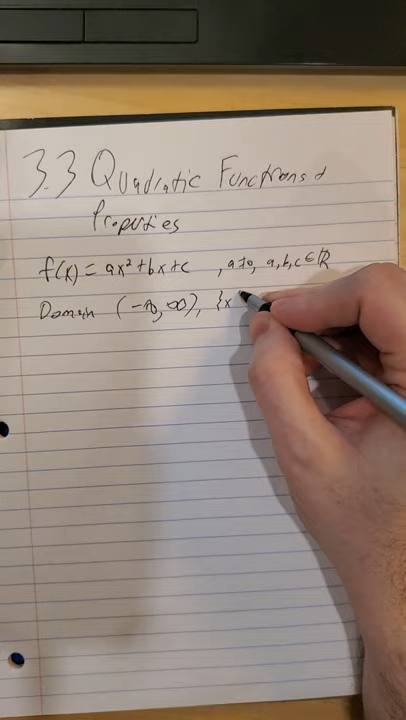 3.3 Quadratic Functions &
Properties
f(x) = ax² + bx + c , a ≠ 0, a, b, c ∈ ℝ
Domain (-∞, ∞), {x